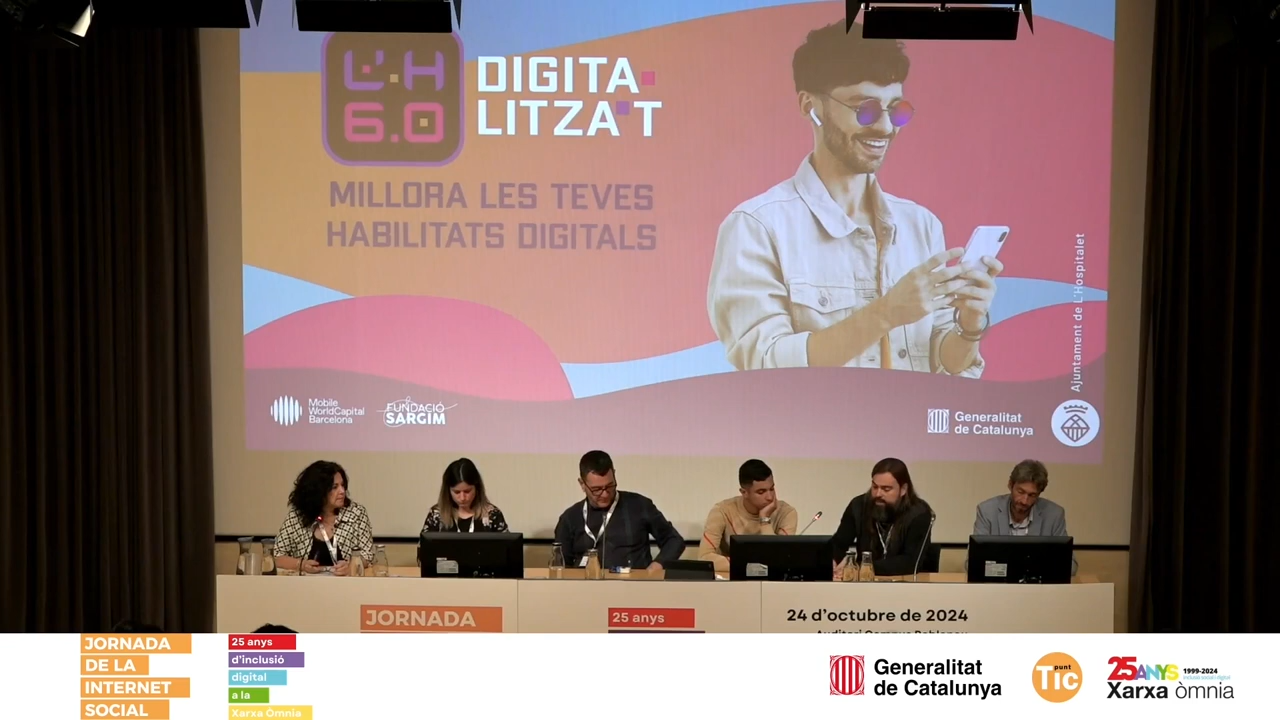 L'H
6.0
DIGITA
LITZA'T
MILLORA LES TEVES
HABILITATS DIGITALS
Ajuntament de L'Hospitalet
Mobile
WorldCapital
Barcelona
FUNDACIÓ
SARGIM
Generalitat
de Catalunya
JORNADA
25 anys
24 d'octubre de 2024
JORNADA
DE LA
INTERNET
SOCIAL
25 anys
d'inclusió
digital
a la
Xarxa Òmnia
Generalitat
de Catalunya
punt
Tic
25ANYS 1999-2024
Xarxa òmnia